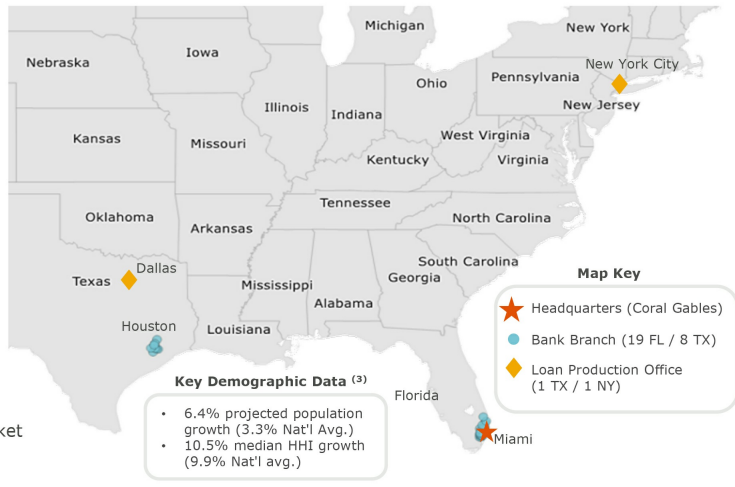 Michigan
New York
Iowa
Nebraska
New York City
Ohio
Pennsylvania
Illinois
Indiana
New Jersey
Kansas
Missouri
West Virginia
Kentucky
Virginia
Tennessee
Oklahoma
North Carolina
Arkansas
South Carolina
Dallas
Texas
Mississippi
Georgia
Alabama
Houston
Louisiana
Florida
Miami
Map Key
Headquarters (Coral Gables)
Bank Branch (19 FL / 8 TX)
Loan Production Office
(1 TX / 1 NY)
Key Demographic Data (3)
• 6.4% projected population
growth (3.3% Nat'l Avg.)
• 10.5% median HHI growth
(9.9% Nat'l avg.)
ket